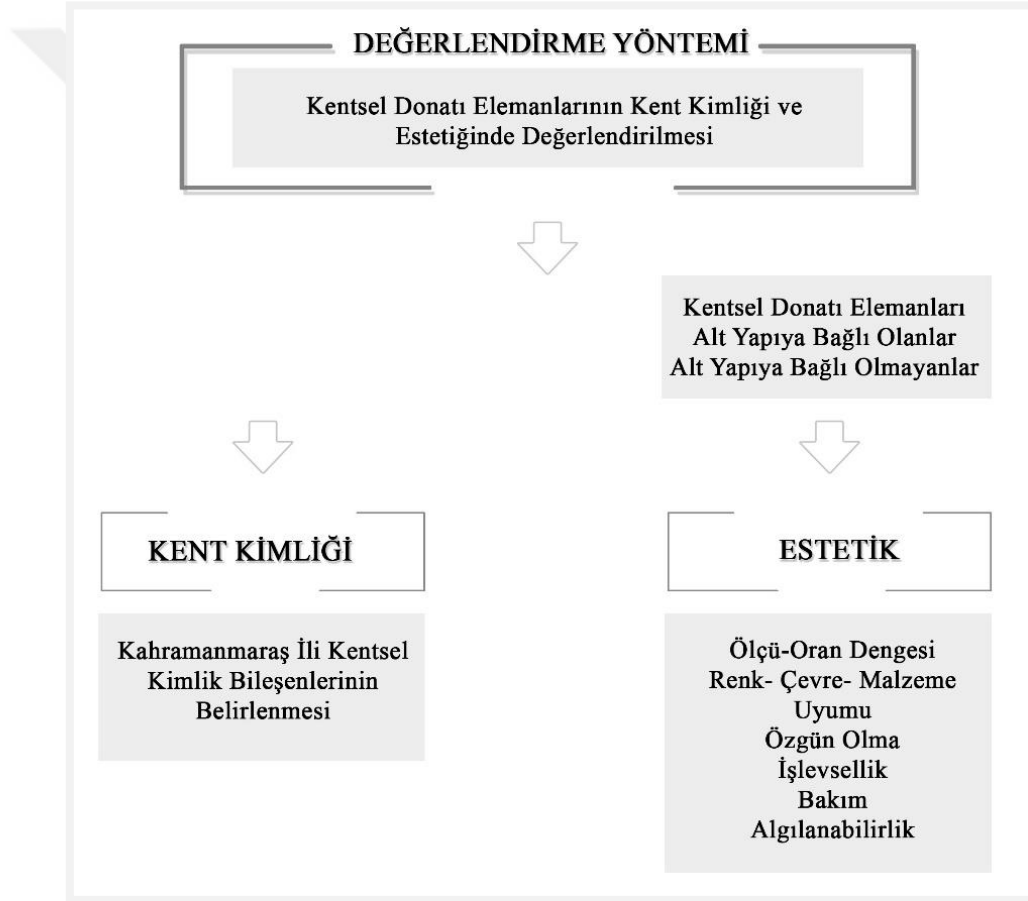 DEĞERLENDİRME YÖNTEMİ
Kentsel Donatı Elemanlarının Kent Kimliği ve
Estetiğinde Değerlendirilmesi
Kentsel Donatı Elemanları
Alt Yapıya Bağlı Olanlar
Alt Yapıya Bağlı Olmayanlar
KENT KİMLİĞİ
Kahramanmaraş İli Kentsel
Kimlik Bileşenlerinin
Belirlenmesi
ESTETİK
Ölçü-Oran Dengesi
Renk- Çevre- Malzeme
Uyumu
Özgün Olma
İşlevsellik
Bakım
Algılanabilirlik